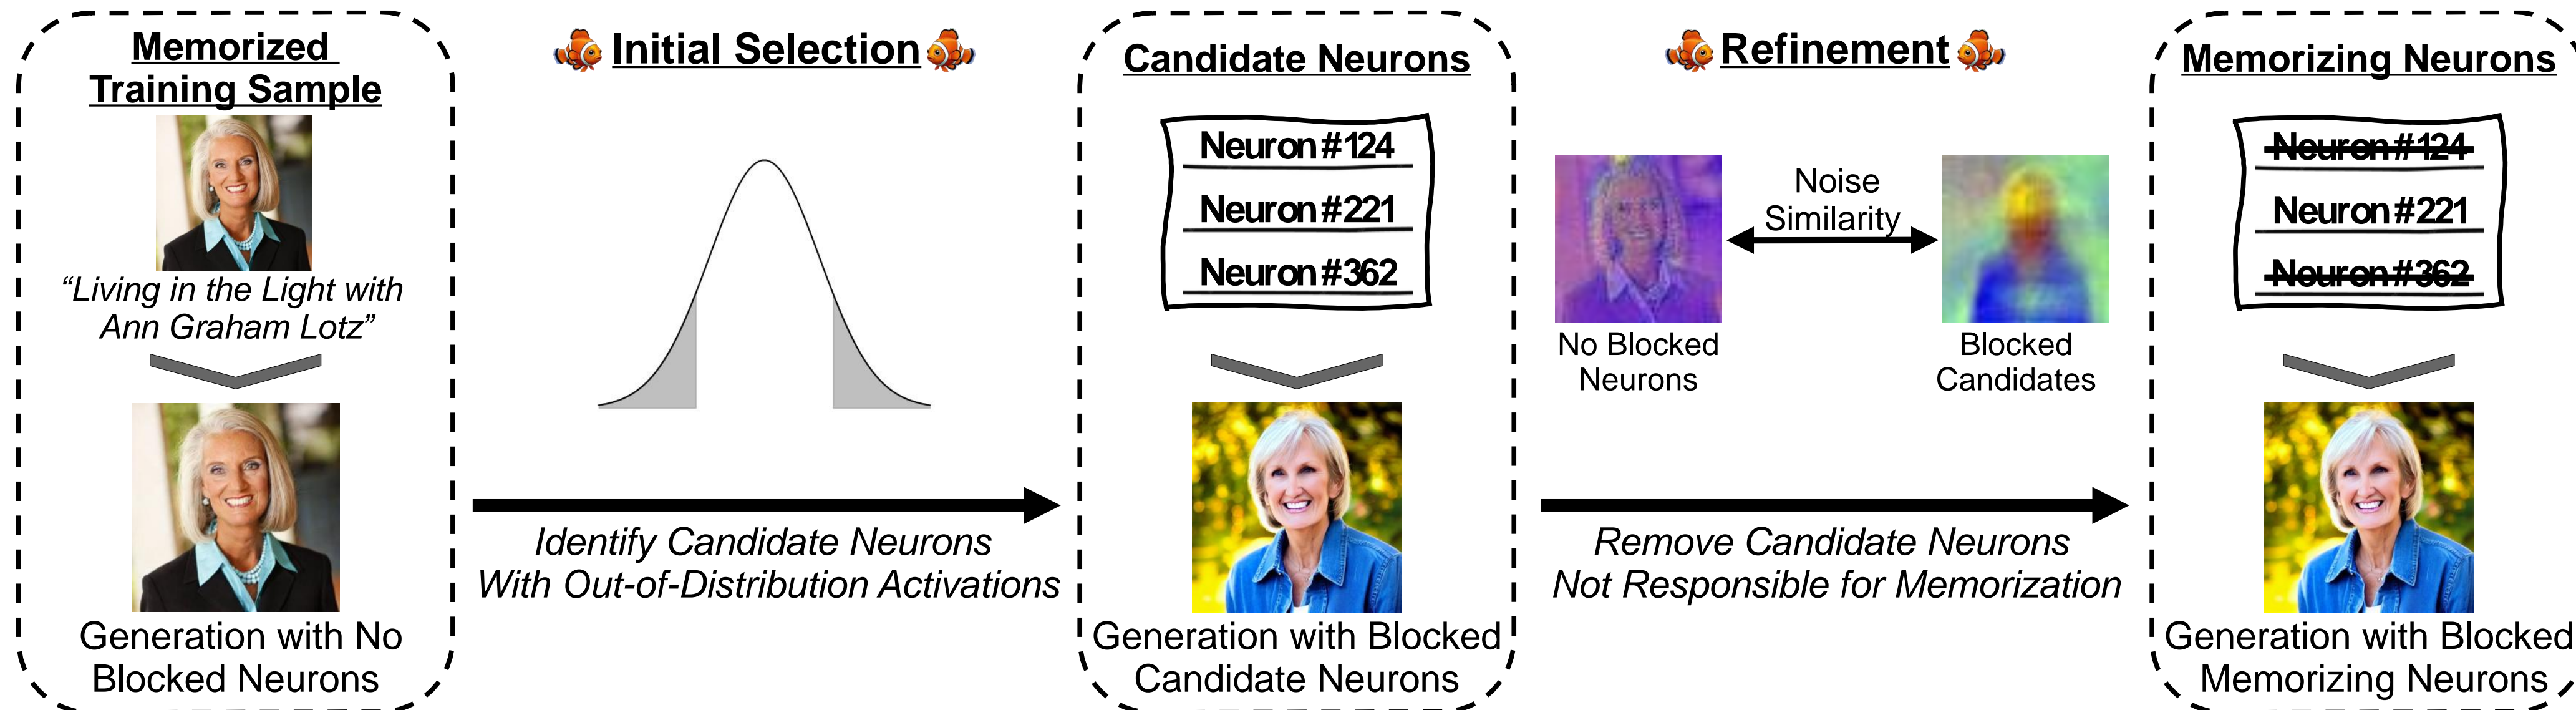 Memorized
Training Sample
“Living in the Light with
Ann Graham Lotz”
Generation with No
Blocked Neurons
Initial Selection
Identify Candidate Neurons
With Out-of-Distribution Activations
Candidate Neurons
Neuron#124
Neuron#221
Neuron#362
Generation with Blocked
Candidate Neurons
Refinement
Noise
Similarity
No Blocked
Neurons
Blocked
Candidates
Remove Candidate Neurons
Not Responsible for Memorization
Memorizing Neurons
Neuron#124
Neuron#221
Neuron#362
Generation with Blocked
Memorizing Neurons